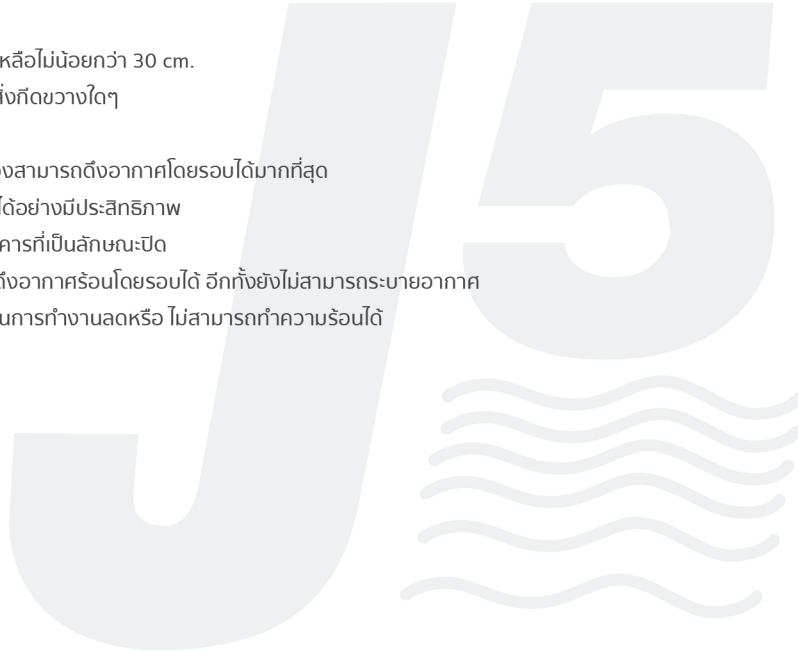 หลือไม่น้อยกว่า 30 cm.
สิ่งกีดขวางใดๆ
งสามารถดึงอากาศโดยรอบได้มากที่สุด
ได้อย่างมีประสิทธิภาพ
คารที่เป็นลักษณะปิด
ดึงอากาศร้อนโดยรอบได้ อีกทั้งยังไม่สามารถระบายอากาศ
นการทำงานลดหรือ ไม่สามารถทำความร้อนได้
J5